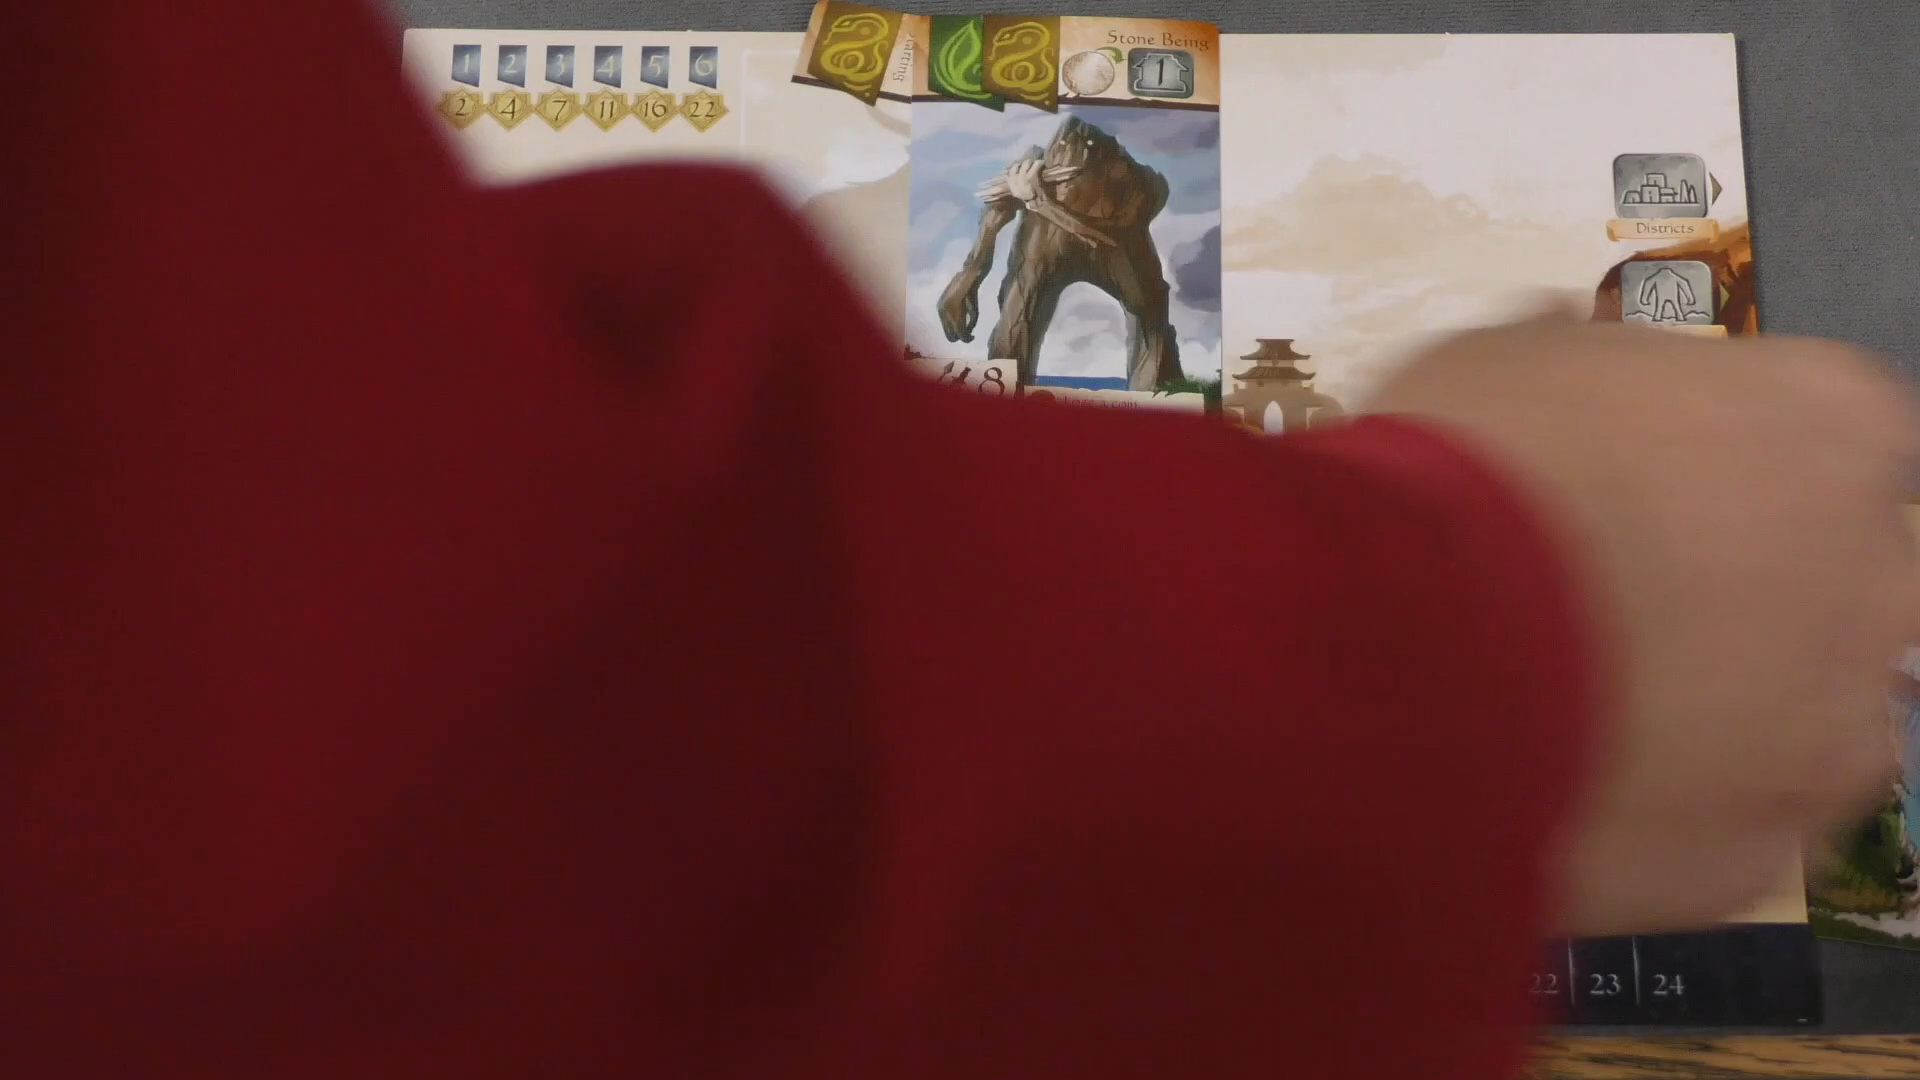 1 2 3 4 5 6
2 4 7 11 16 22
Starting
Stone Being
1
Districts
8
22 23 24